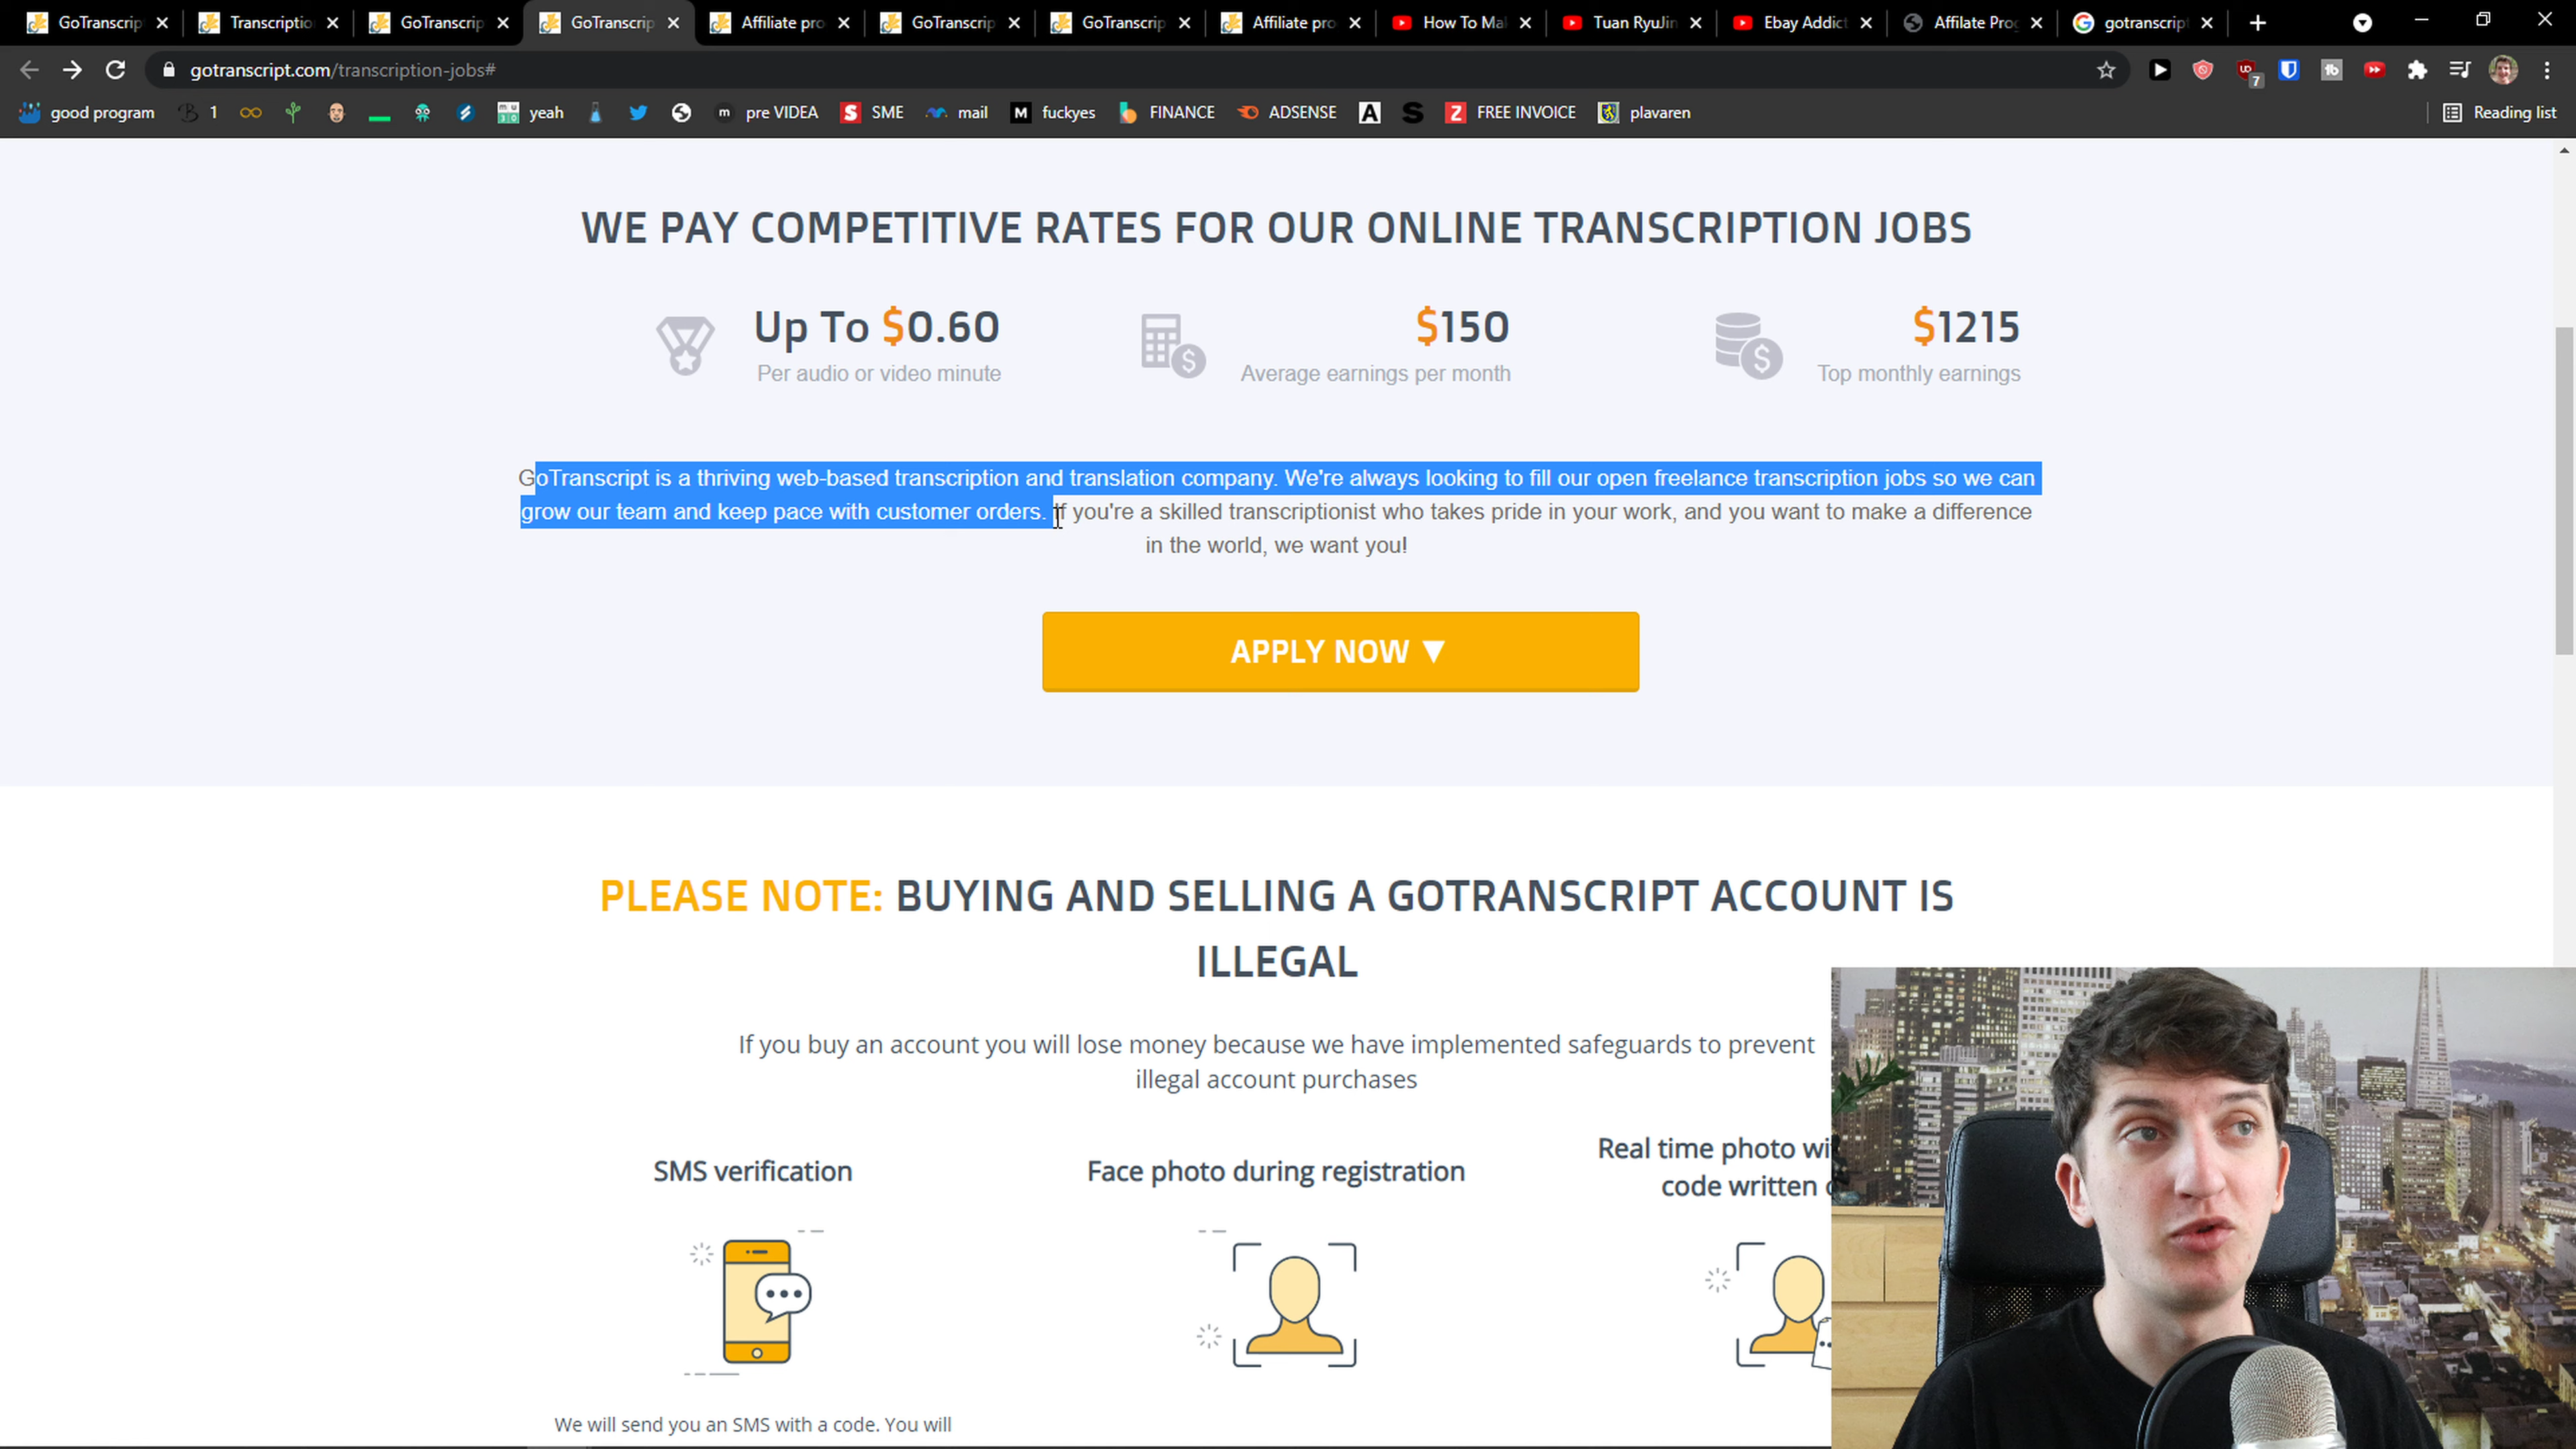 GoTranscrip
Transcriptio
GoTranscrip
GoTranscrip
Affiliate pro
GoTranscrip
GoTranscrip
Affiliate pro
How To Mal
Tuan RyuJin
Ebay Addict
Affilate Prog
gotranscript
gotranscript.com/transcription-jobs#
7
good program
1
yeah
pre VIDEA
SME
mail
fuckyes
FINANCE
ADSENSE
FREE INVOICE
plavaren
Reading list
WE PAY COMPETITIVE RATES FOR OUR ONLINE TRANSCRIPTION JOBS
Up To $0.60
Per audio or video minute
$150
Average earnings per month
$1215
Top monthly earnings
GoTranscript is a thriving web-based transcription and translation company. We're always looking to fill our open freelance transcription jobs so we can
grow our team and keep pace with customer orders. If you're a skilled transcriptionist who takes pride in your work, and you want to make a difference
in the world, we want you!
APPLY NOW ▼
PLEASE NOTE: BUYING AND SELLING A GOTRANSCRIPT ACCOUNT IS
ILLEGAL
If you buy an account you will lose money because we have implemented safeguards to prevent
illegal account purchases
SMS verification
Face photo during registration
Real time photo wi
code written
We will send you an SMS with a code. You will